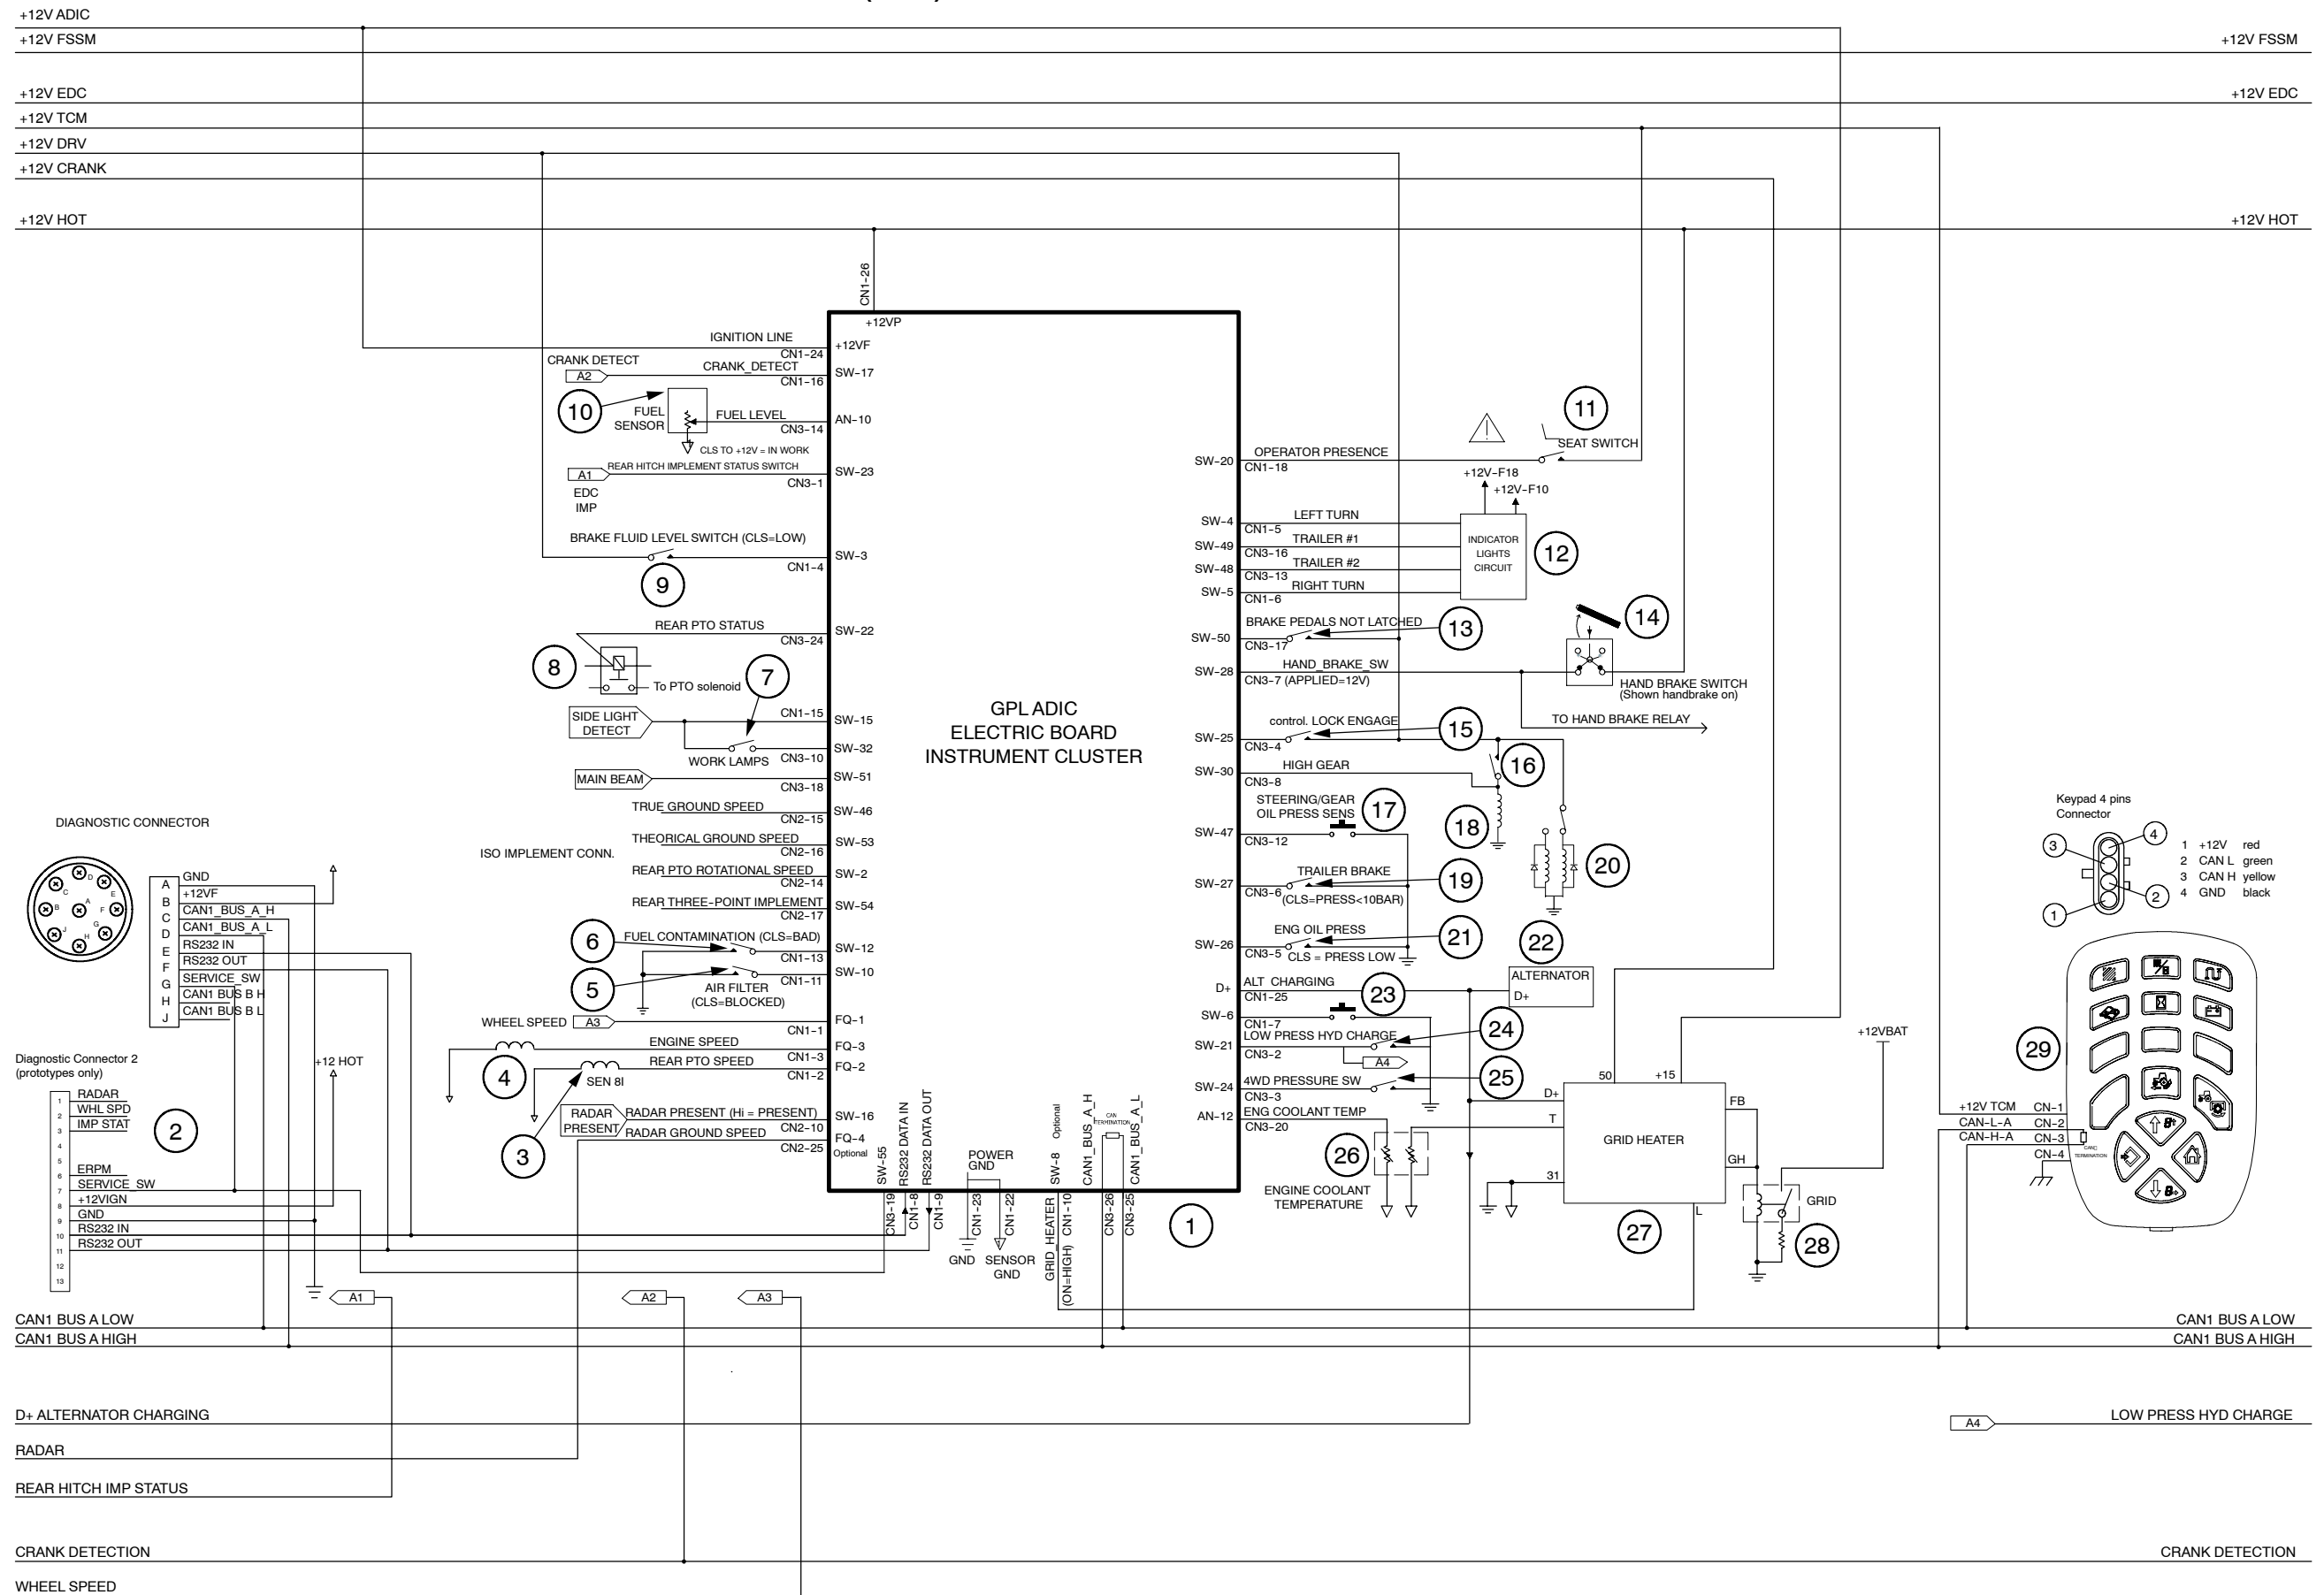 +12V ADIC
+12V FSSM
+12V FSSM
+12V EDC
+12V EDC
+12V TCM
+12V DRV
+12V CRANK
+12V HOT
+12V HOT
CN1-26
+12VP
IGNITION LINE
CN1-24
+12VF
CRANK DETECT
A2
CRANK_DETECT
CN1-16
SW-17
10
FUEL
SENSOR
FUEL LEVEL
CN3-14
AN-10
CLS TO +12V = IN WORK
REAR HITCH IMPLEMENT STATUS SWITCH
A1
EDC
IMP
CN3-1
SW-23
BRAKE FLUID LEVEL SWITCH (CLS=LOW)
CN1-4
SW-3
9
REAR PTO STATUS
CN3-24
SW-22
8
To PTO solenoid
7
SIDE LIGHT
DETECT
CN1-15
SW-15
SW-32
WORK LAMPS
CN3-10
MAIN BEAM
SW-51
CN3-18
TRUE GROUND SPEED
CN2-15
SW-46
THEORICAL GROUND SPEED
CN2-16
SW-53
ISO IMPLEMENT CONN.
REAR PTO ROTATIONAL SPEED
CN2-14
SW-2
REAR THREE-POINT IMPLEMENT
CN2-17
SW-54
6
FUEL CONTAMINATION (CLS=BAD)
CN1-13
SW-12
5
AIR FILTER
(CLS=BLOCKED)
CN1-11
SW-10
WHEEL SPEED
A3
CN1-1
FQ-1
4
ENGINE SPEED
CN1-3
FQ-3
REAR PTO SPEED
CN1-2
FQ-2
SEN 8I
3
RADAR
PRESENT
RADAR PRESENT (Hi = PRESENT)
CN2-10
SW-16
RADAR GROUND SPEED
CN2-25
FQ-4
Optional
GPL ADIC
ELECTRIC BOARD
INSTRUMENT CLUSTER
SW-55
RS232 DATA IN
RS232 DATA OUT
POWER
GND
SW-8 Optional
CAN1_BUS_A_H
CAN
TERMINATION
CAN1_BUS_A_L
CN3-19
CN1-8
CN1-9
CN1-23
CN1-22
GRID_HEATER
CN1-10
(ON=HIGH)
CN3-26
CN3-25
GND
SENSOR
GND
1
11
SEAT SWITCH
SW-20
OPERATOR PRESENCE
CN1-18
+12V-F18
+12V-F10
SW-4
LEFT TURN
CN1-5
SW-49
TRAILER #1
CN3-16
SW-48
TRAILER #2
CN3-13
SW-5
RIGHT TURN
CN1-6
INDICATOR
LIGHTS
CIRCUIT
12
SW-50
BRAKE PEDALS NOT LATCHED
CN3-17
13
14
SW-28
HAND_BRAKE_SW
CN3-7 (APPLIED=12V)
HAND BRAKE SWITCH
(Shown handbrake on)
TO HAND BRAKE RELAY
SW-25
control. LOCK ENGAGE
CN3-4
15
SW-30
HIGH GEAR
CN3-8
16
STEERING/GEAR
OIL PRESS SENS
17
18
SW-47
CN3-12
20
SW-27
TRAILER BRAKE
CN3-6
(CLS=PRESS<10BAR)
19
SW-26
ENG OIL PRESS
CN3-5
CLS = PRESS LOW
21
22
ALTERNATOR
D+
D+
ALT CHARGING
CN1-25
23
SW-6
CN1-7
LOW PRESS HYD CHARGE
24
SW-21
CN3-2
A4
SW-24
4WD PRESSURE SW
CN3-3
25
AN-12
ENG COOLANT TEMP
CN3-20
26
ENGINE COOLANT
TEMPERATURE
50
+15
D+
T
31
FB
GH
L
GRID HEATER
27
+12VBAT
GRID
28
DIAGNOSTIC CONNECTOR
D
C
E
B
A
F
G
J
H
A GND
B +12VF
C CAN1_BUS_A_H
D CAN1_BUS_A_L
E RS232 IN
F RS232 OUT
G SERVICE_SW
H CAN1 BUS B H
J CAN1 BUS B L
Diagnostic Connector 2
(prototypes only)
+12 HOT
1 RADAR
2 WHL SPD
3 IMP STAT
4
5
6 ERPM
7 SERVICE_SW
8 +12VIGN
9 GND
10 RS232 IN
11 RS232 OUT
12
13
2
Keypad 4 pins
Connector
4
3
2
1
1 +12V red
2 CAN L green
3 CAN H yellow
4 GND black
29
+12V TCM CN-1
CAN-L-A CN-2
CAN-H-A CN-3
CN-4
TERMINATION
A1
A2
A3
CAN1 BUS A LOW
CAN1 BUS A LOW
CAN1 BUS A HIGH
CAN1 BUS A HIGH
D+ ALTERNATOR CHARGING
A4
LOW PRESS HYD CHARGE
RADAR
REAR HITCH IMP STATUS
CRANK DETECTION
CRANK DETECTION
WHEEL SPEED